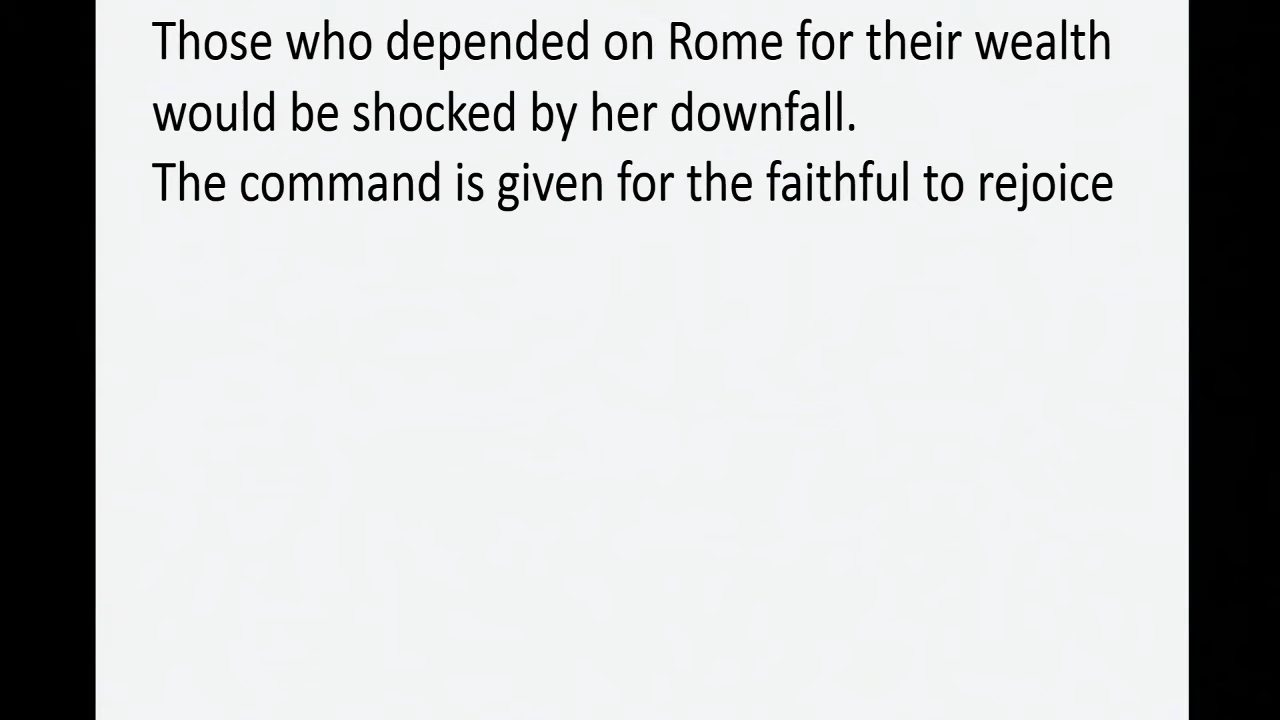 Those who depended on Rome for their wealth
would be shocked by her downfall.
The command is given for the faithful to rejoice